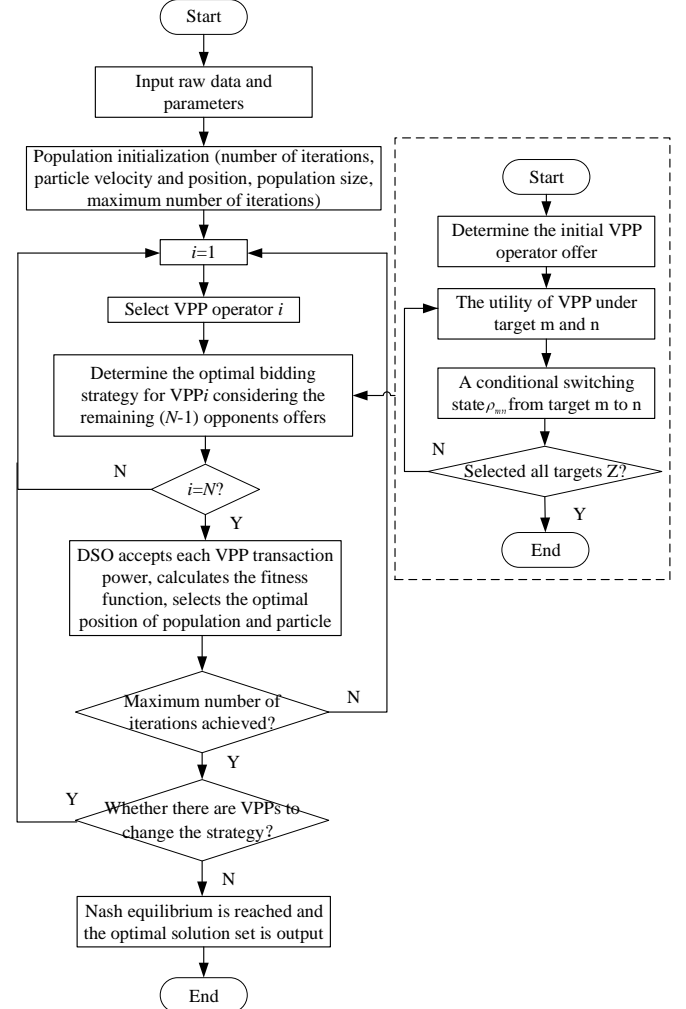 Start
Input raw data and
parameters
Population initialization (number of iterations,
particle velocity and position, population size,
maximum number of iterations)
i=1
Select VPP operator i
Determine the optimal bidding
strategy for VPPi considering the
remaining (N-1) opponents offers
N
i=N?
Y
DSO accepts each VPP transaction
power, calculates the fitness
function, selects the optimal
position of population and particle
Maximum number of
iterations achieved?
N
Y
Y
Whether there are VPPs to
change the strategy?
N
Nash equilibrium is reached and
the optimal solution set is output
End
Start
Determine the initial VPP
operator offer
The utility of VPP under
target m and n
A conditional switching
state ρmn from target m to n
N
Selected all targets Z?
Y
End